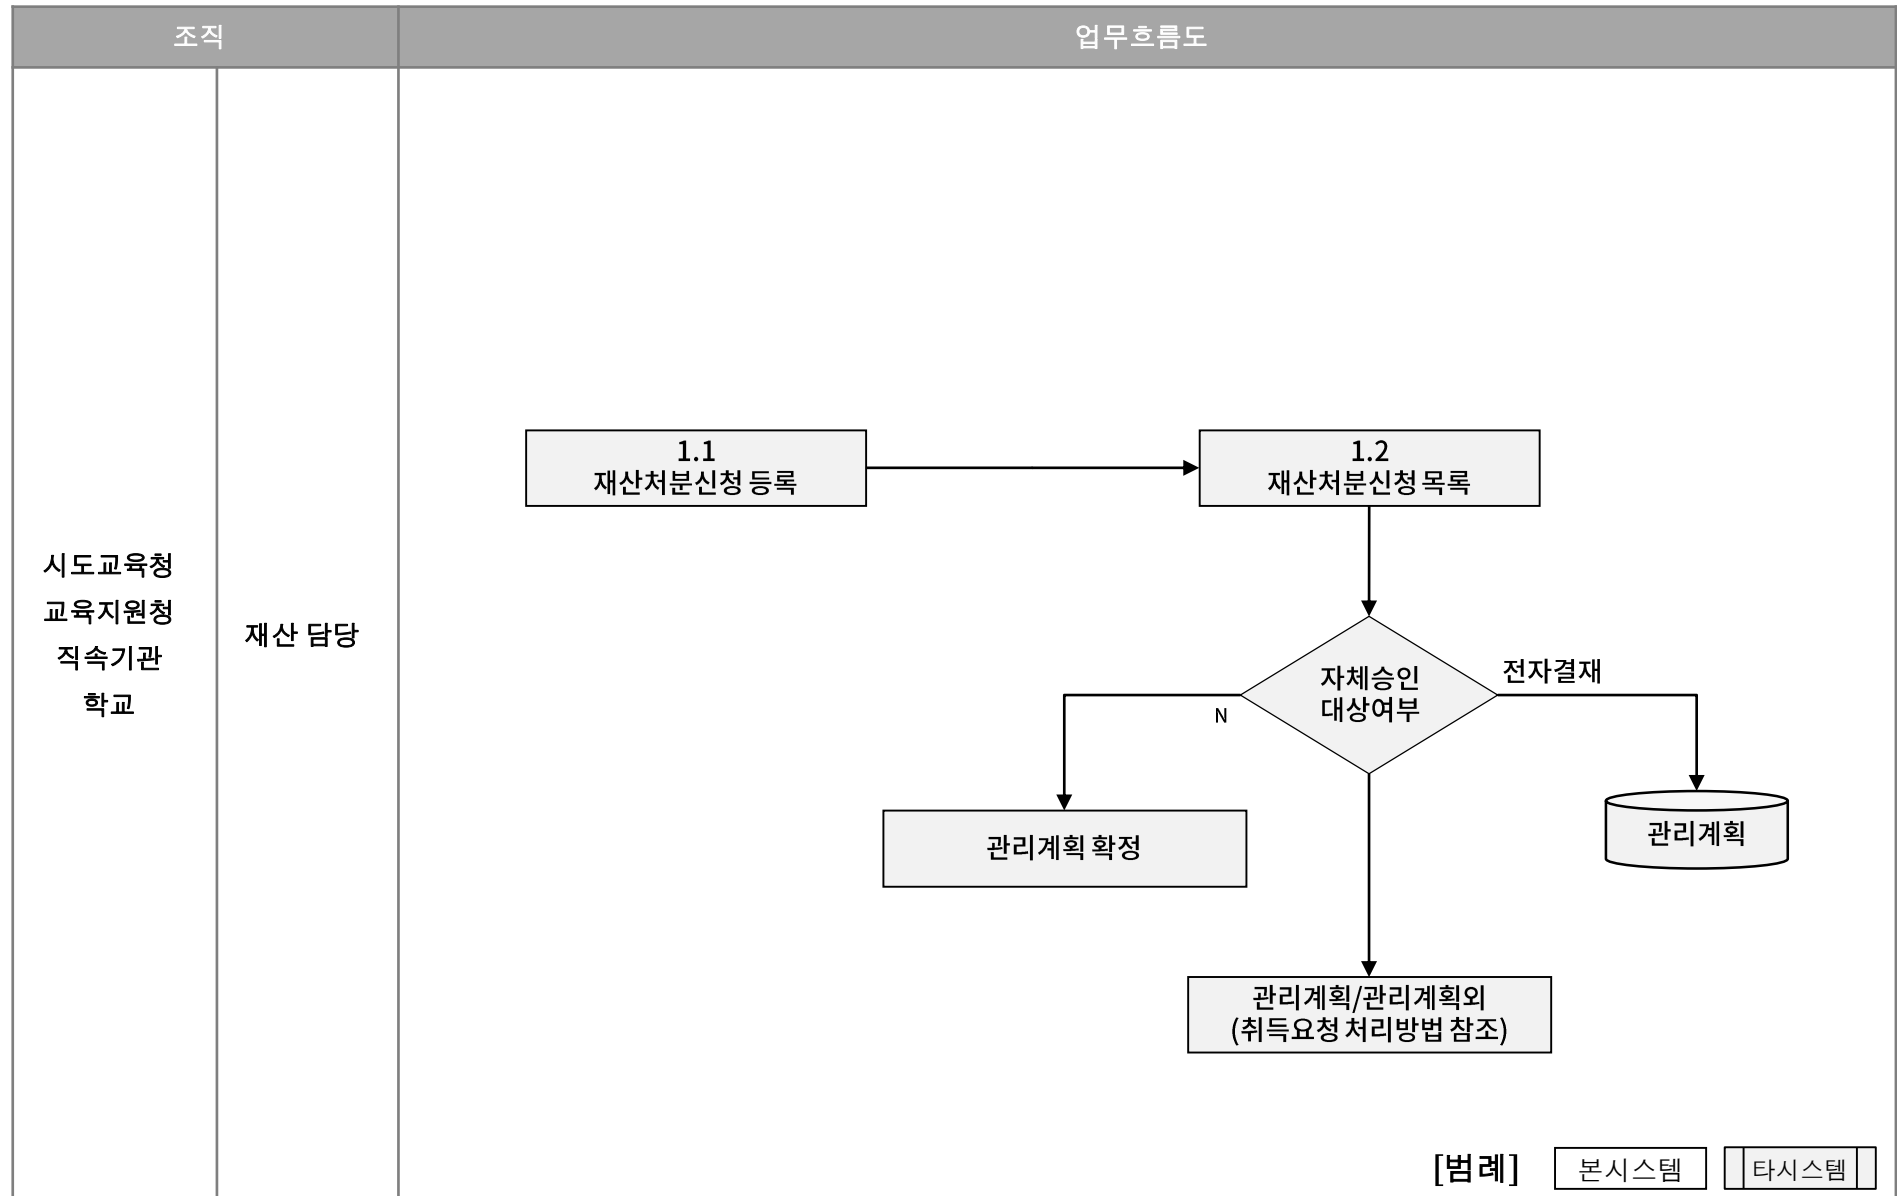 조직
업무흐름도
시도교육청
교육지원청
직속기관
학교
재산 담당
1.1
재산처분신청 등록
1.2
재산처분신청 목록
자체승인
대상여부
전자결재
N
관리계획 확정
관리계획
관리계획/관리계획외
(취득요청 처리방법 참조)
[범례]
본시스템
타시스템